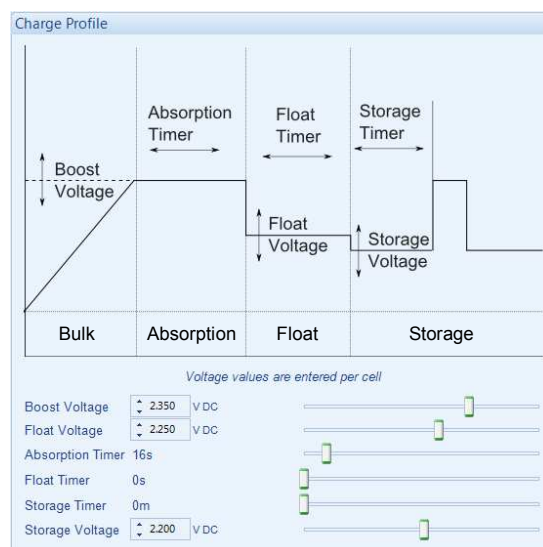 Charge Profile
Absorption
Timer
Float
Timer
Storage
Timer
Boost
Voltage
Float
Voltage
Storage
Voltage
Bulk
Absorption
Float
Storage
Voltage values are entered per cell
Boost Voltage 2.350 V DC
Float Voltage 2.250 V DC
Absorption Timer 16s
Float Timer 0s
Storage Timer 0m
Storage Voltage 2.200 V DC